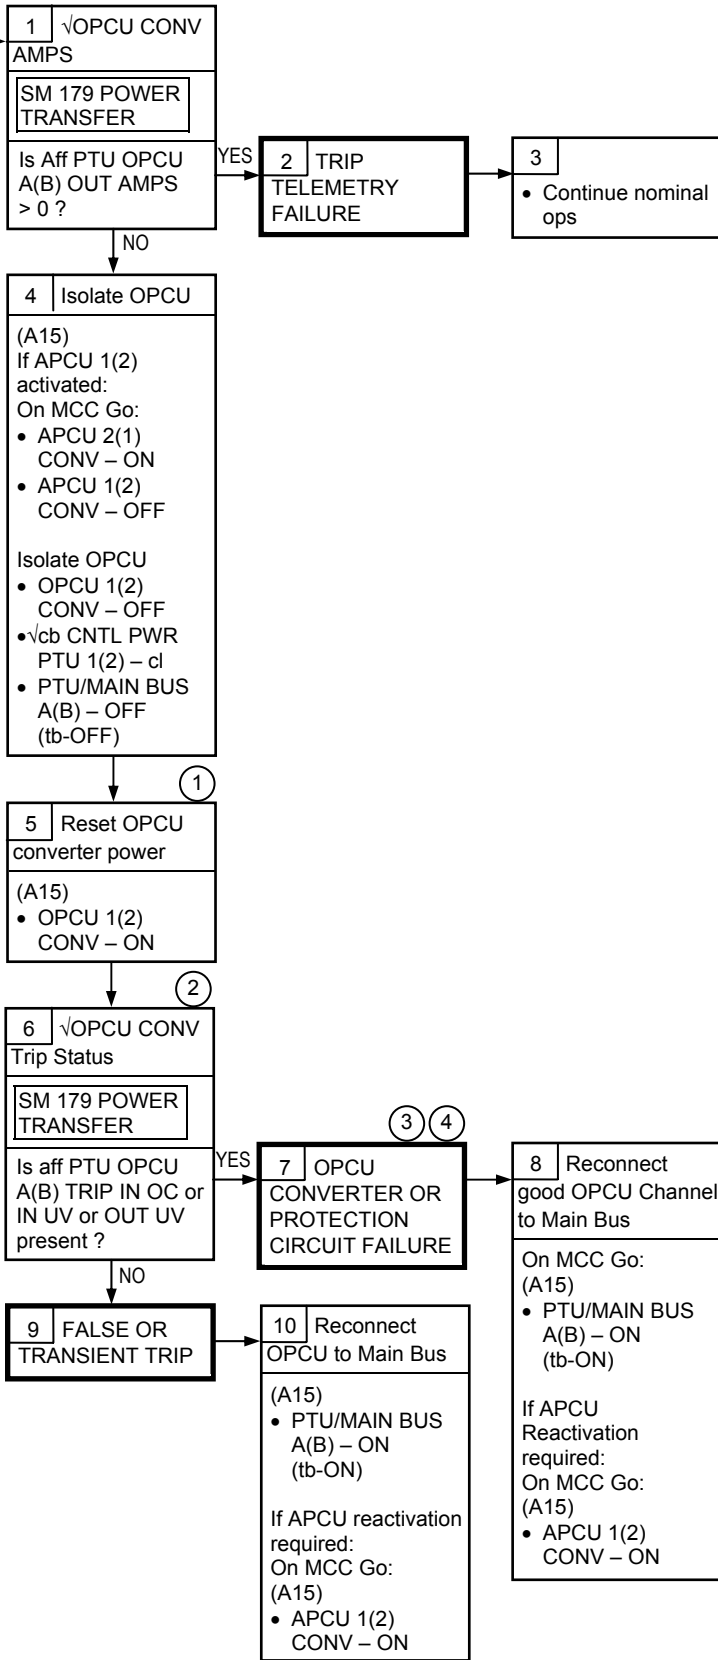 1 √OPCU CONV
AMPS
SM 179 POWER
TRANSFER
Is Aff PTU OPCU
A(B) OUT AMPS
> 0 ?
YES
NO
2 TRIP
TELEMETRY
FAILURE
3
• Continue nominal
ops
4 Isolate OPCU
(A15)
If APCU 1(2)
activated:
On MCC Go:
• APCU 2(1)
CONV – ON
• APCU 1(2)
CONV – OFF
Isolate OPCU
• OPCU 1(2)
CONV – OFF
•√cb CNTL PWR
PTU 1(2) – cl
• PTU/MAIN BUS
A(B) – OFF
(tb-OFF)
1
5 Reset OPCU
converter power
(A15)
• OPCU 1(2)
CONV – ON
2
6 √OPCU CONV
Trip Status
SM 179 POWER
TRANSFER
Is aff PTU OPCU
A(B) TRIP IN OC or
IN UV or OUT UV
present ?
YES
NO
3 4
7 OPCU
CONVERTER OR
PROTECTION
CIRCUIT FAILURE
8 Reconnect
good OPCU Channel
to Main Bus
On MCC Go:
(A15)
• PTU/MAIN BUS
A(B) – ON
(tb-ON)
If APCU
Reactivation
required:
On MCC Go:
(A15)
• APCU 1(2)
CONV – ON
9 FALSE OR
TRANSIENT TRIP
10 Reconnect
OPCU to Main Bus
(A15)
• PTU/MAIN BUS
A(B) – ON
(tb-ON)
If APCU reactivation
required:
On MCC Go:
(A15)
• APCU 1(2)
CONV – ON